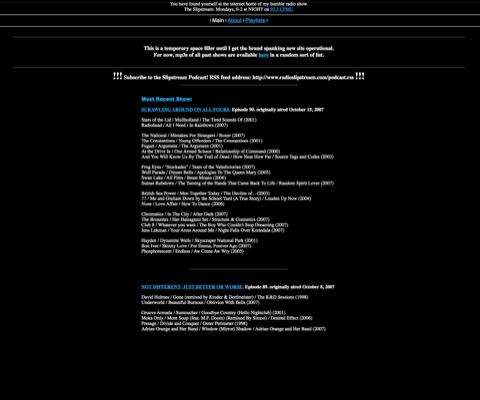 You have found yourself at the internet home of my humble radio show.
The Slipstream: Mondays, 0-2 at NIGHT on 93.3 CFMU
| Main | About | Playlists |
This is a temporary space filler until I get the brand spanking new site operational.
For now, mp3s of all past shows are available here in a random sort of list.
!!! Subscribe to the Slipstream Podcast! RSS feed address: http://www.radioslipstream.com/podcast.rss !!!
Most Recent Show:
SCRAWLING AROUND ON ALL FOURS. Episode 90. originally aired October 15, 2007
Stars of the Lid / Mullholland / The Tired Sounds Of (2001)
Radiohead / All I Need / In Rainbows (2007)
The National / Mistaken For Strangers / Boxer (2007)
The Constantines / Young Offenders / The Constantines (2001)
Fugazi / Argument / The Argument (2001)
At the Drive In / One Armed Scissor / Relationship of Command (2000)
And You Will Know Us By The Trail of Dead / How Near How Far / Source Tags and Codes (2002)
Frog Eyes / "Stockades" / Tears of the Valedictorian (2007)
Wolf Parade / Dinner Bells / Apologies To The Queen Mary (2005)
Swan Lake / All Fires / Beast Moans (2006)
Sunset Rubdown / The Taming of the Hands That Came Back To Life / Random Spirit Lover (2007)
British Sea Power / Men Together Today / The Decline of... (2003)
!!! / Me and Giuliani Down by the School Yard (A True Story) / Louden Up Now (2004)
Noun / Love Affair / How To Dance (2006)
Chromatics / In The City / After Dark (2007)
The Brunettes / Her Hairagami Set / Structure & Cosmetics (2007)
Club 8 / Whatever you want / The Boy Who Couldn't Stop Dreaming (2007)
Jens Lekman / Your Arms Around Me / Night Falls Over Kortedala (2007)
Hayden / Dynamite Walls / Skyscraper National Park (2001)
Bon Iver / Skinny Love / For Emma, Forever Ago (2007)
Phosphorescent / Endless / Aw Come Aw Wry (2005)
NOT DIFFERENT: JUST BETTER OR WORSE. Episode 89. originally aired October 8, 2007
David Holmes / Gone (remixed by Kruder & Dorfmeister) / The K&D Sessions (1998)
Underworld / Beautiful Burnout / Oblivion With Bells (2007)
Groove Armada / Suntoucher / Goodbye Country (Hello Nightclub) (2001)
Moka Only / More Soup (feat. M.F. Doom) (Remixed By Sixtoo) / Desired Effect (2006)
Presage / Divide and Conquer / Outer Perimeter (1998)
Adrian Orange and Her Band / Window (Mirror) Shadow / Adrian Orange and Her Band (2007)